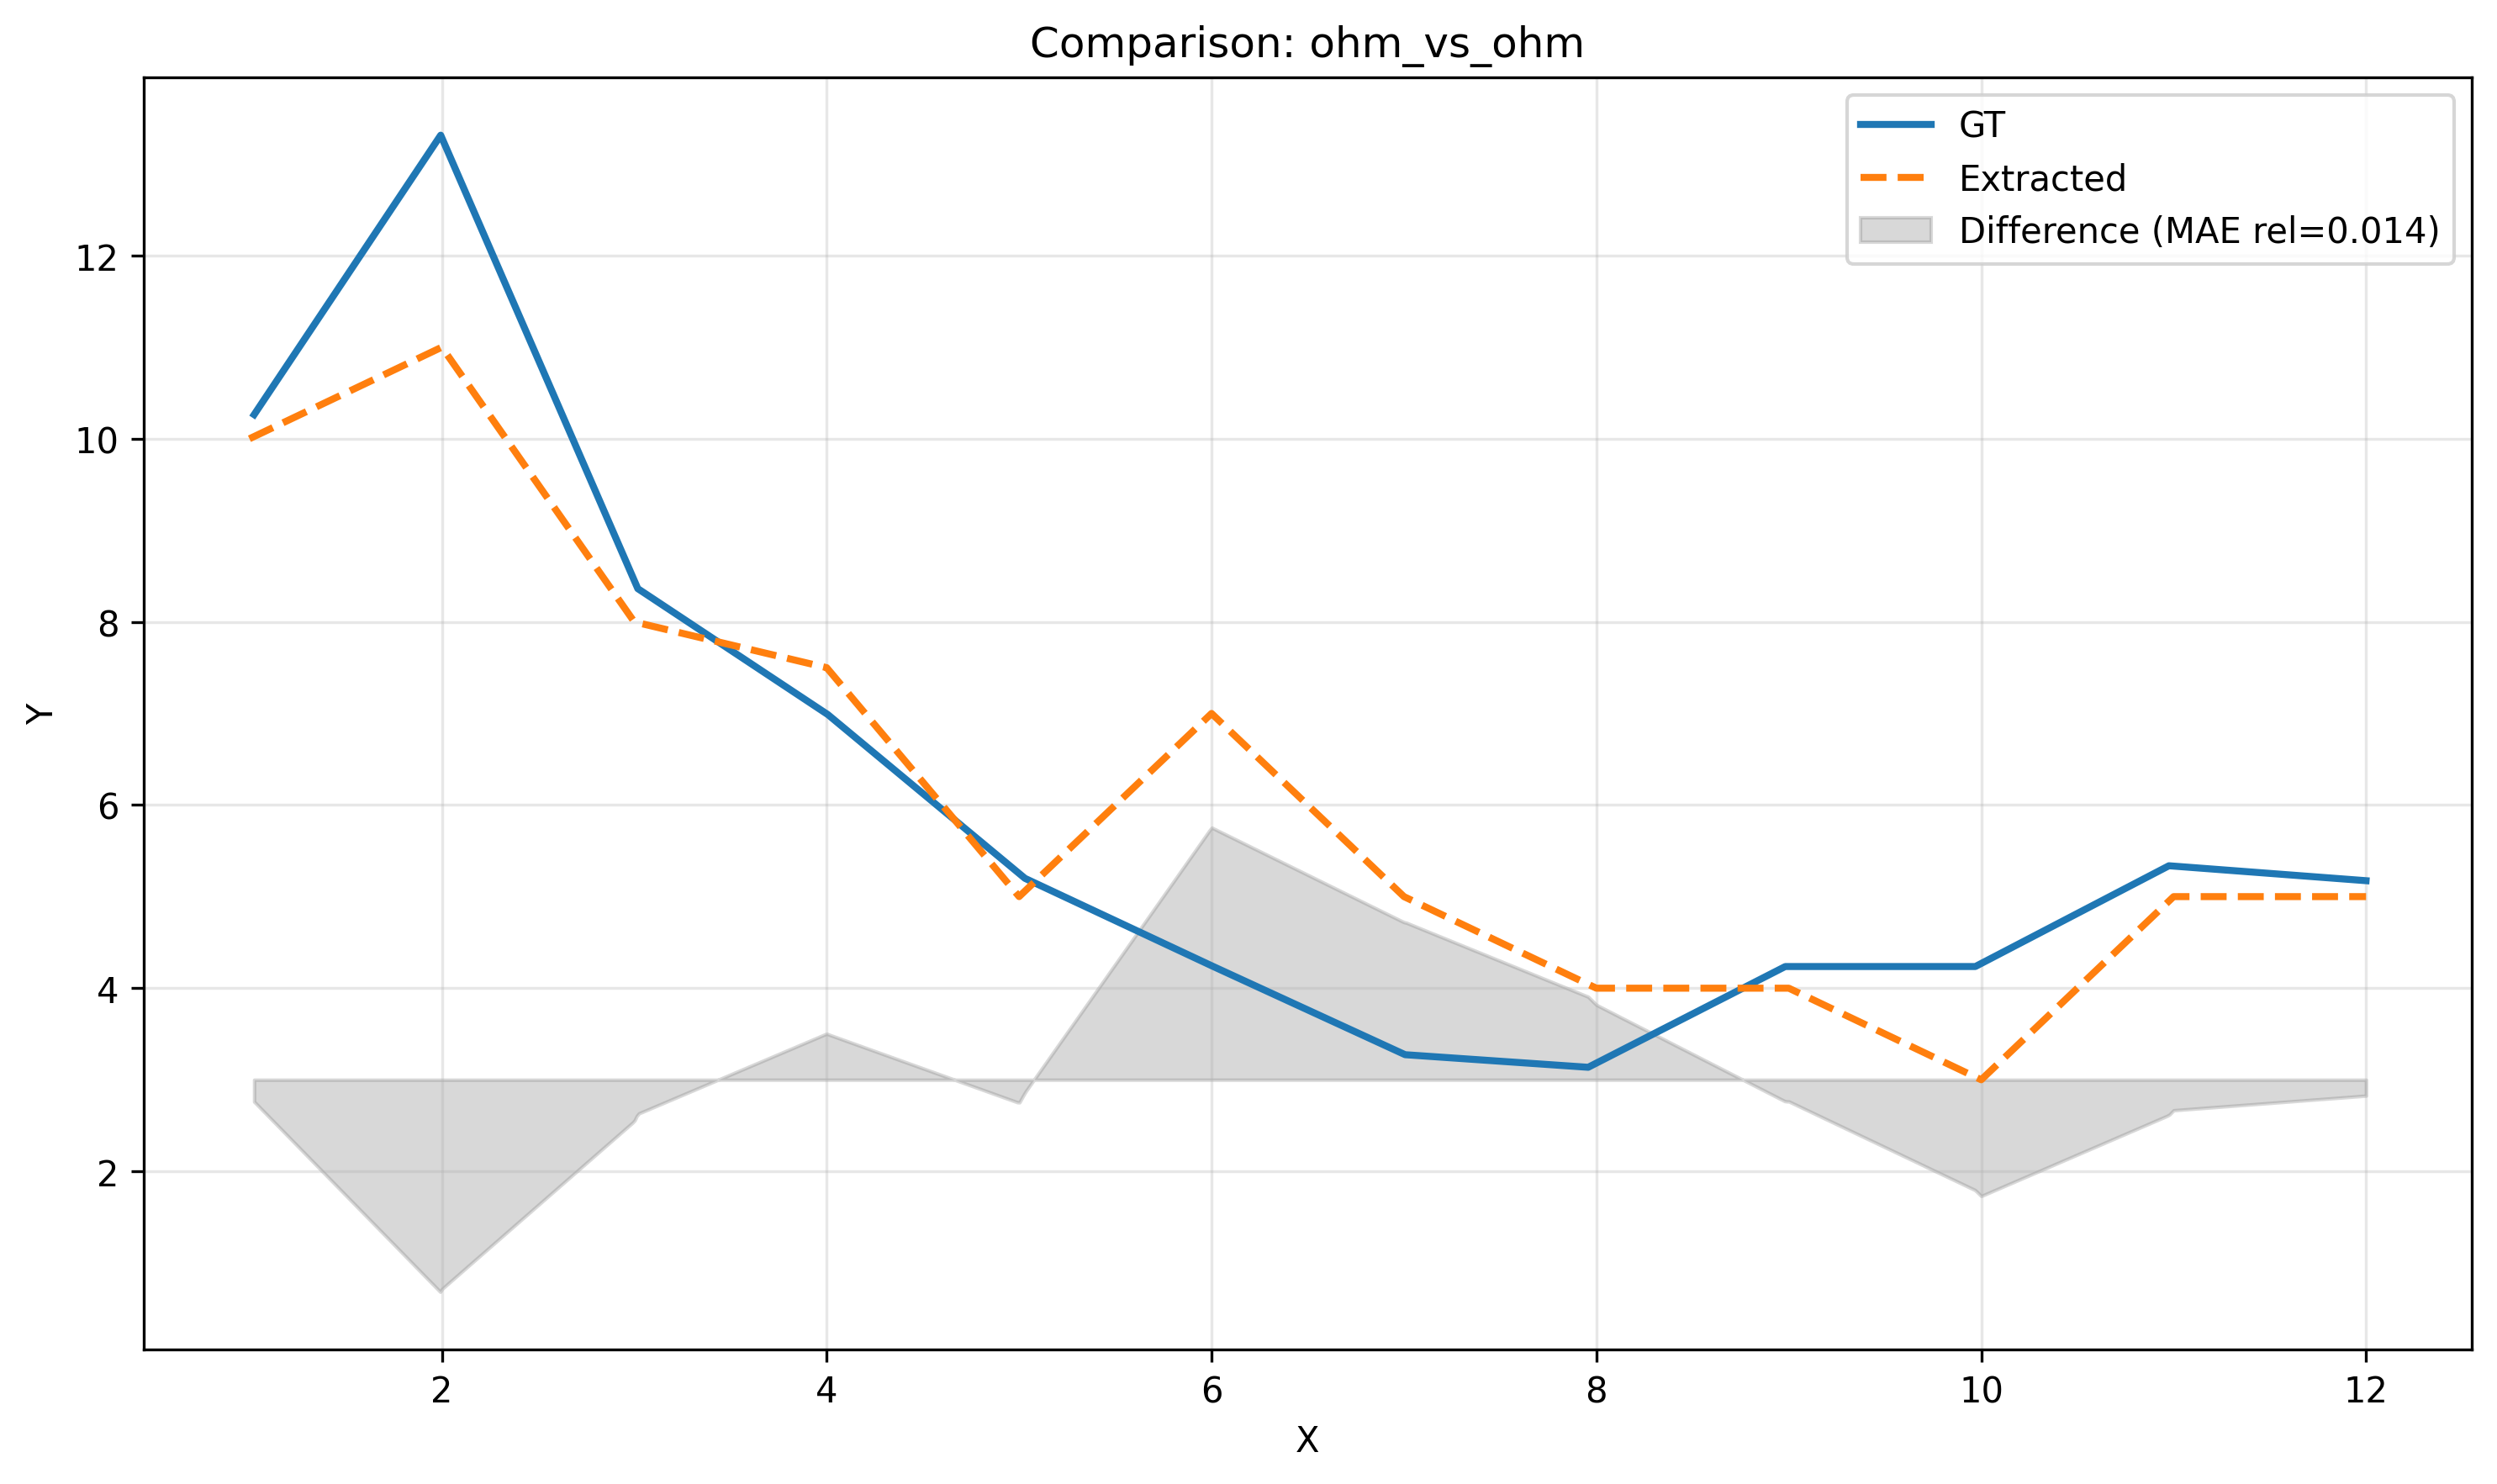 Comparison: ohm_vs_ohm
GT
Extracted
Difference (MAE rel=0.014)
12
10
8
6
4
2
Y
2 4 6 8 10 12
X